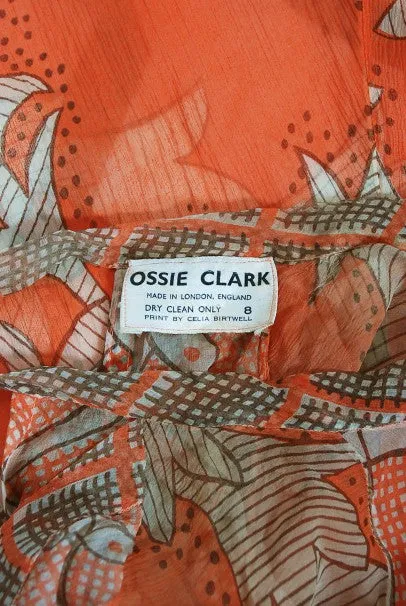 OSSIE CLARK
MADE IN LONDON, ENGLAND
DRY CLEAN ONLY 8
PRINT BY CELIA BIRTWELL